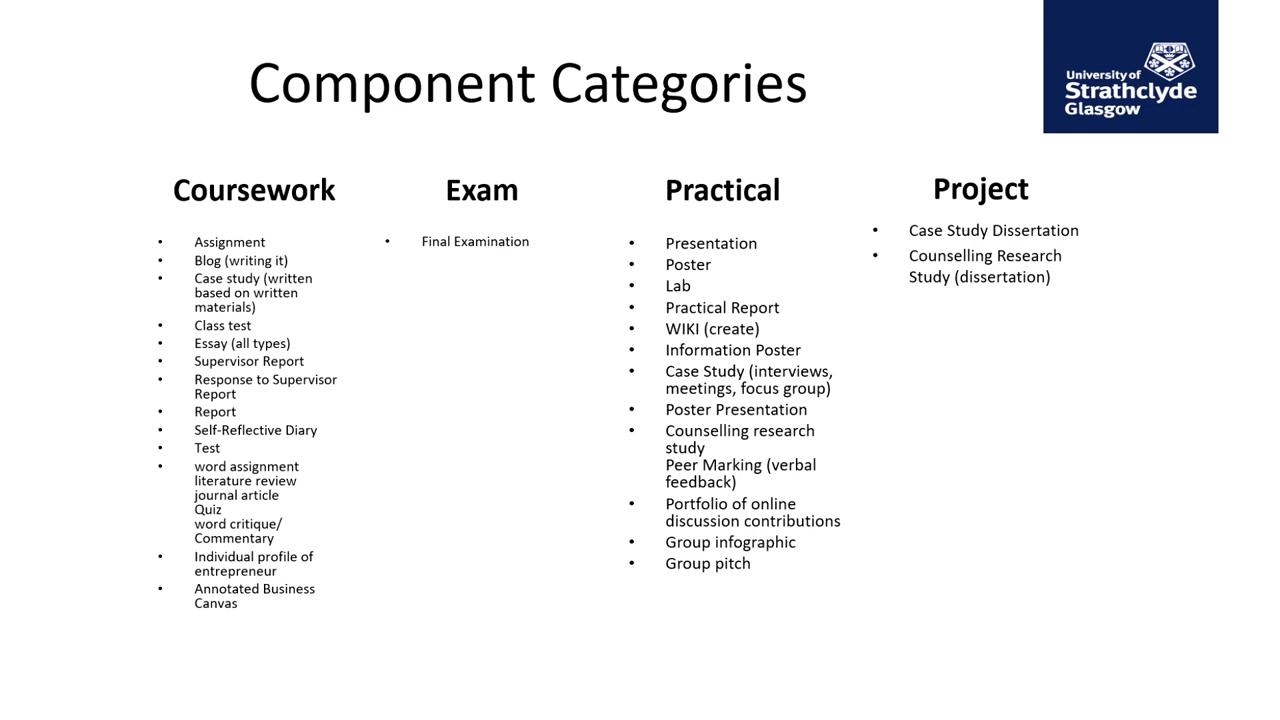 Component Categories
University of
Strathclyde
Glasgow
Coursework
• Assignment
• Blog (writing it)
• Case study (written
based on written
materials)
• Class test
• Essay (all types)
• Supervisor Report
• Response to Supervisor
Report
• Report
• Self-Reflective Diary
• Test
• word assignment
literature review
journal article
Quiz
word critique/
Commentary
• Individual profile of
entrepreneur
• Annotated Business
Canvas
Exam
• Final Examination
Practical
• Presentation
• Poster
• Lab
• Practical Report
• WIKI (create)
• Information Poster
• Case Study (interviews,
meetings, focus group)
• Poster Presentation
• Counselling research
study
Peer Marking (verbal
feedback)
• Portfolio of online
discussion contributions
• Group infographic
• Group pitch
Project
• Case Study Dissertation
• Counselling Research
Study (dissertation)